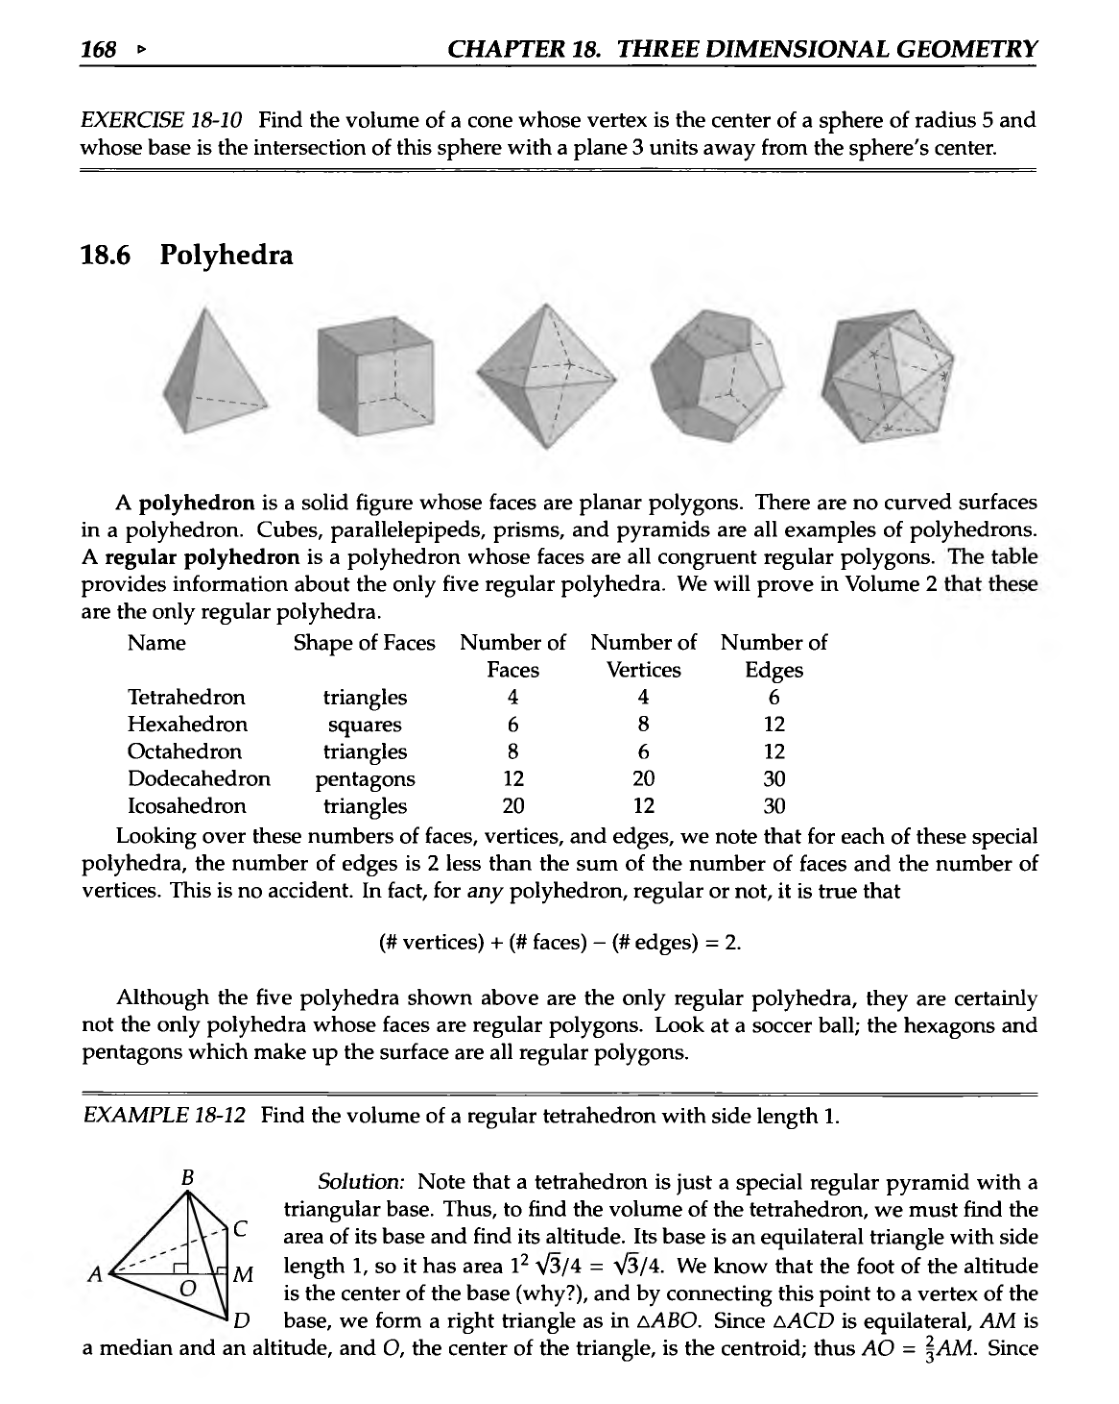 168 ▹ CHAPTER 18. THREE DIMENSIONAL GEOMETRY
EXERCISE 18-10 Find the volume of a cone whose vertex is the center of a sphere of radius 5 and
whose base is the intersection of this sphere with a plane 3 units away from the sphere's center.
18.6 Polyhedra
A polyhedron is a solid figure whose faces are planar polygons. There are no curved surfaces
in a polyhedron. Cubes, parallelepipeds, prisms, and pyramids are all examples of polyhedrons.
A regular polyhedron is a polyhedron whose faces are all congruent regular polygons. The table
provides information about the only five regular polyhedra. We will prove in Volume 2 that these
are the only regular polyhedra.
Name Shape of Faces Number of Number of Number of
Faces Vertices Edges
Tetrahedron triangles 4 4 6
Hexahedron squares 6 8 12
Octahedron triangles 8 6 12
Dodecahedron pentagons 12 20 30
Icosahedron triangles 20 12 30
Looking over these numbers of faces, vertices, and edges, we note that for each of these special
polyhedra, the number of edges is 2 less than the sum of the number of faces and the number of
vertices. This is no accident. In fact, for any polyhedron, regular or not, it is true that
(# vertices) + (# faces) − (# edges) = 2.
Although the five polyhedra shown above are the only regular polyhedra, they are certainly
not the only polyhedra whose faces are regular polygons. Look at a soccer ball; the hexagons and
pentagons which make up the surface are all regular polygons.
EXAMPLE 18-12 Find the volume of a regular tetrahedron with side length 1.
B
C
A
M
O
D
Solution: Note that a tetrahedron is just a special regular pyramid with a
triangular base. Thus, to find the volume of the tetrahedron, we must find the
area of its base and find its altitude. Its base is an equilateral triangle with side
length 1, so it has area 1² √3/4 = √3/4. We know that the foot of the altitude
is the center of the base (why?), and by connecting this point to a vertex of the
base, we form a right triangle as in △ABO. Since △ACD is equilateral, AM is
a median and an altitude, and O, the center of the triangle, is the centroid; thus AO = ⅔AM. Since